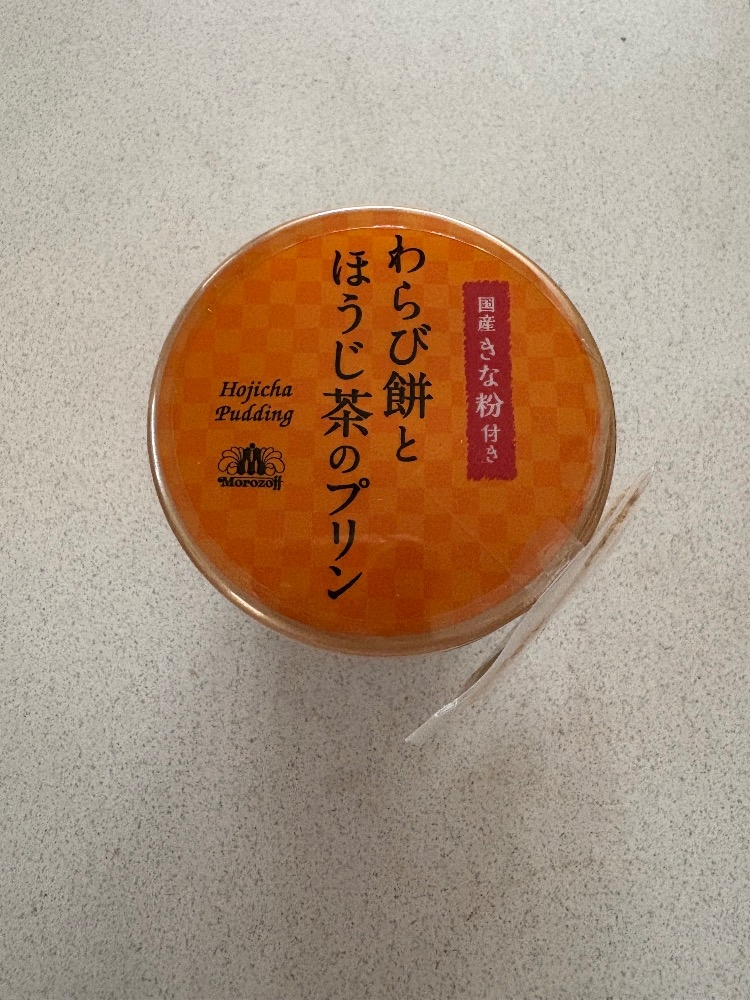 国産きな粉付き
わらび餅と
ほうじ茶のプリン
Hojicha
Pudding
Morozoff